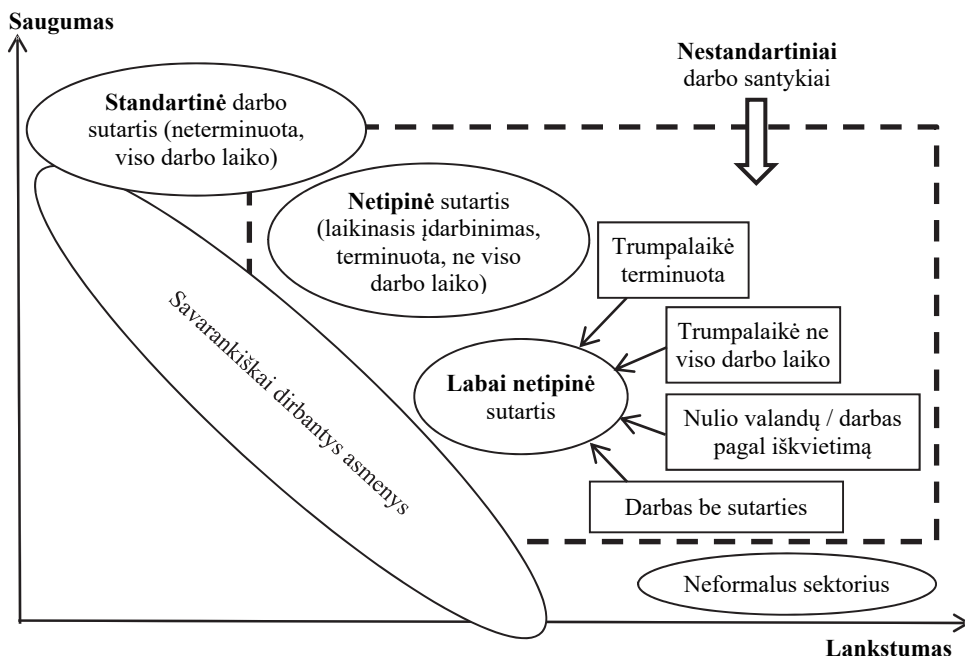 Saugumas
Nestandartiniai
darbo santykiai
Standartinė darbo
sutartis (neterminuota,
viso darbo laiko)
Netipinė sutartis
(laikinasis įdarbinimas,
terminuota, ne viso
darbo laiko)
Trumpalaikė
terminuota
Trumpalaikė ne
viso darbo laiko
Savarankiškai dirbantys asmenys
Labai netipinė
sutartis
Nulio valandų / darbas
pagal iškvietimą
Darbas be sutarties
Neformalus sektorius
Lankstumas